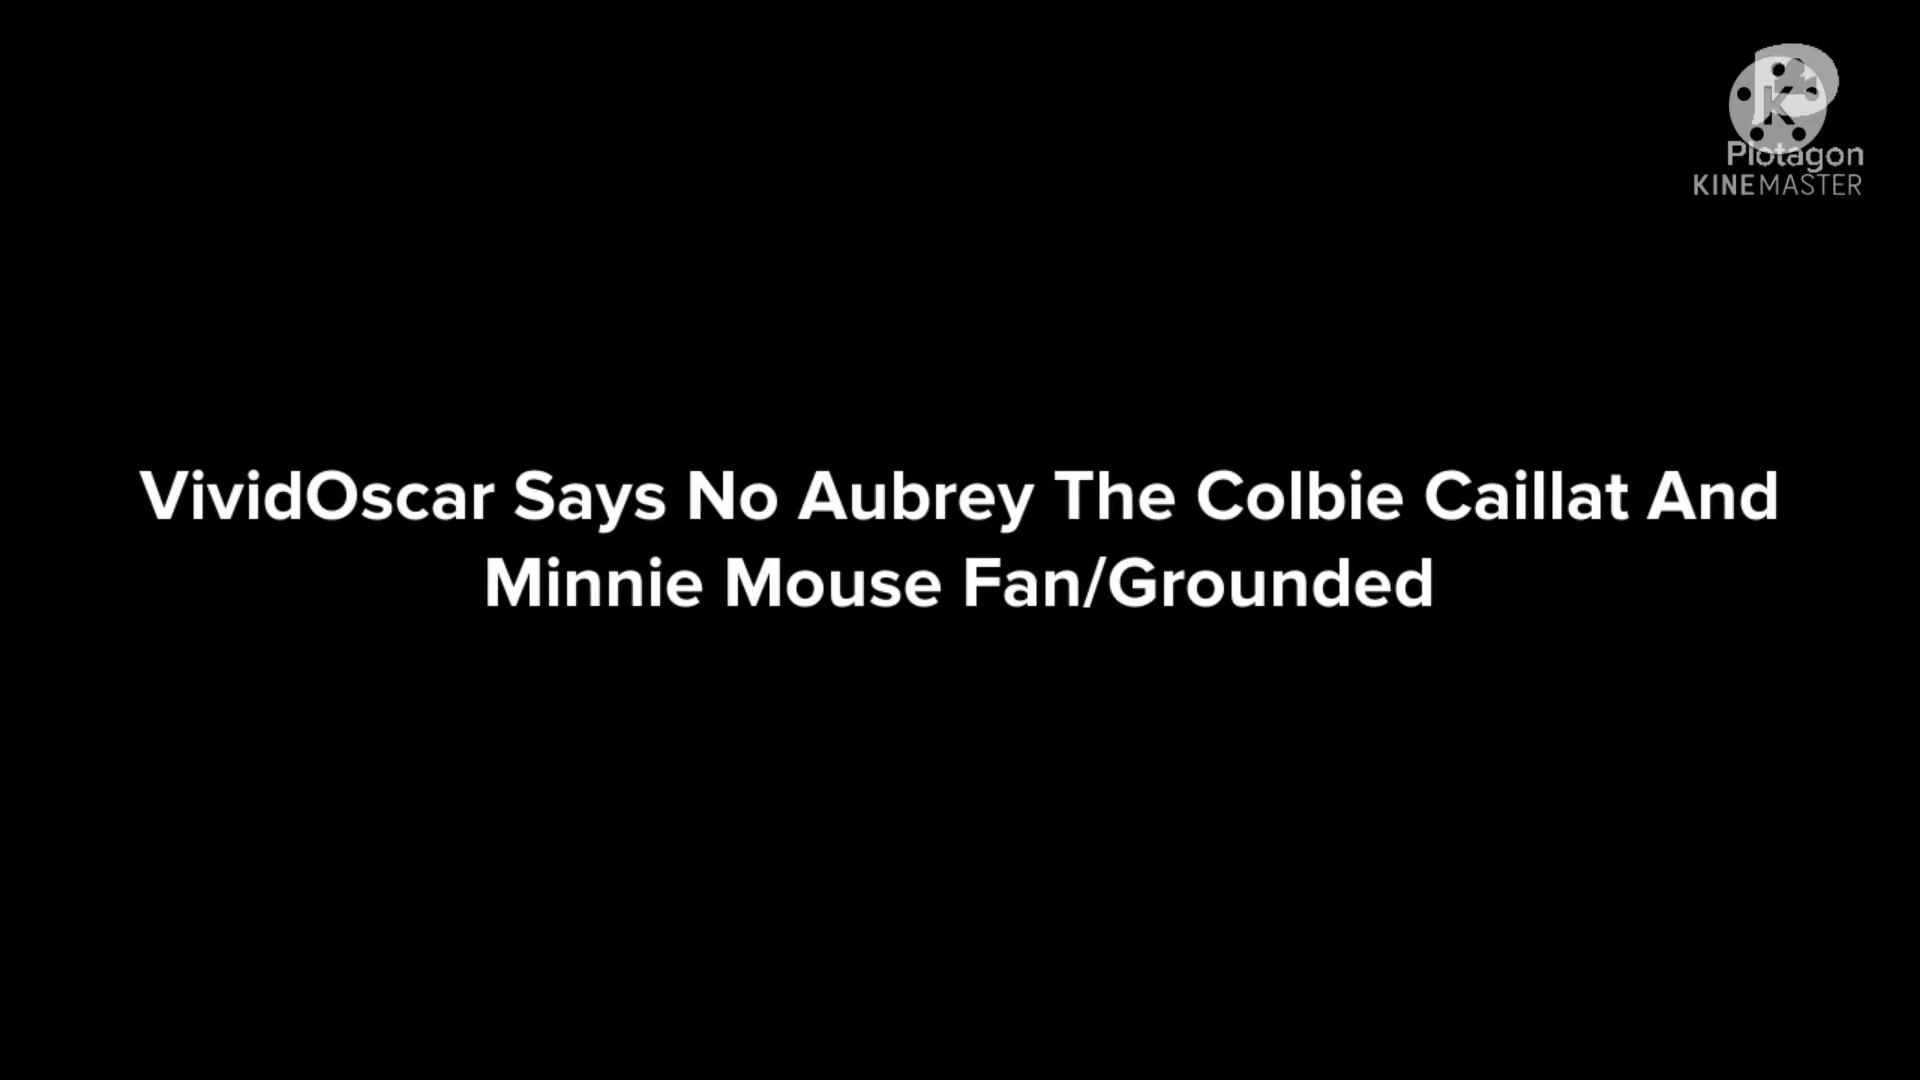 Plotagon
KINEMASTER
VividOscar Says No Aubrey The Colbie Caillat And
Minnie Mouse Fan/Grounded